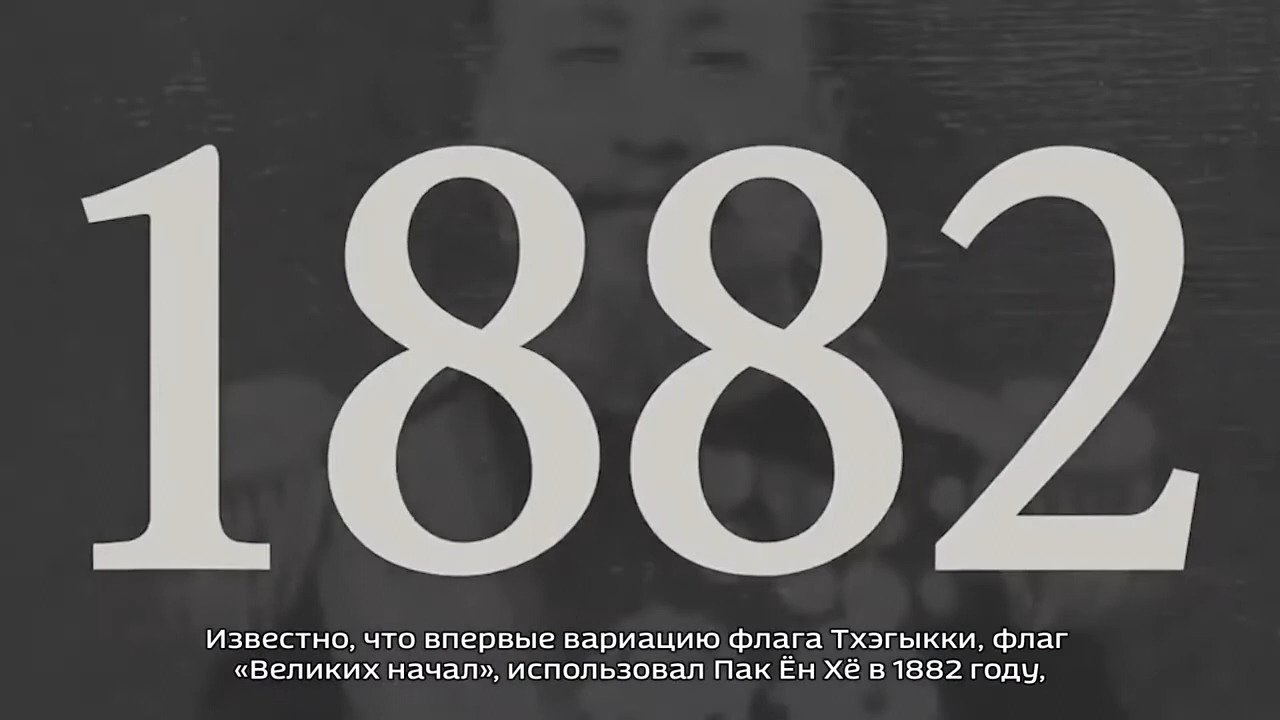 1882
Известно, что впервые вариацию флага Тхэгыкки, флаг
«Великих начал», использовал Пак Ён Хё в 1882 году,